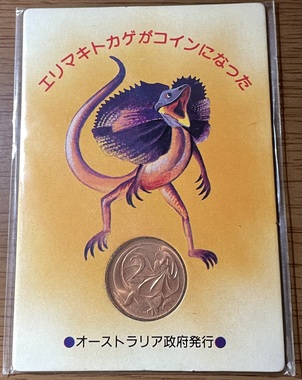 エリマキトカゲがコインになった
2
●オーストラリア政府発行●